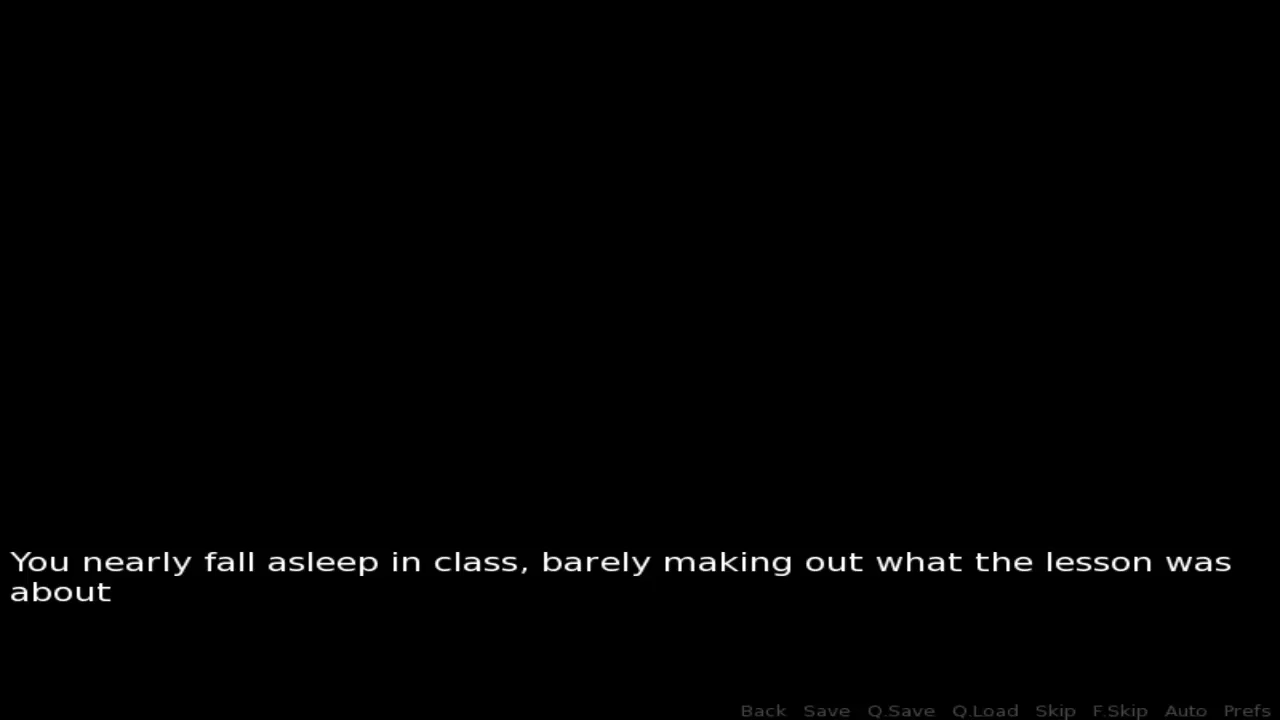 You nearly fall asleep in class, barely making out what the lesson was
about
Back Save Q.Save Q.Load Skip F.Skip Auto Prefs